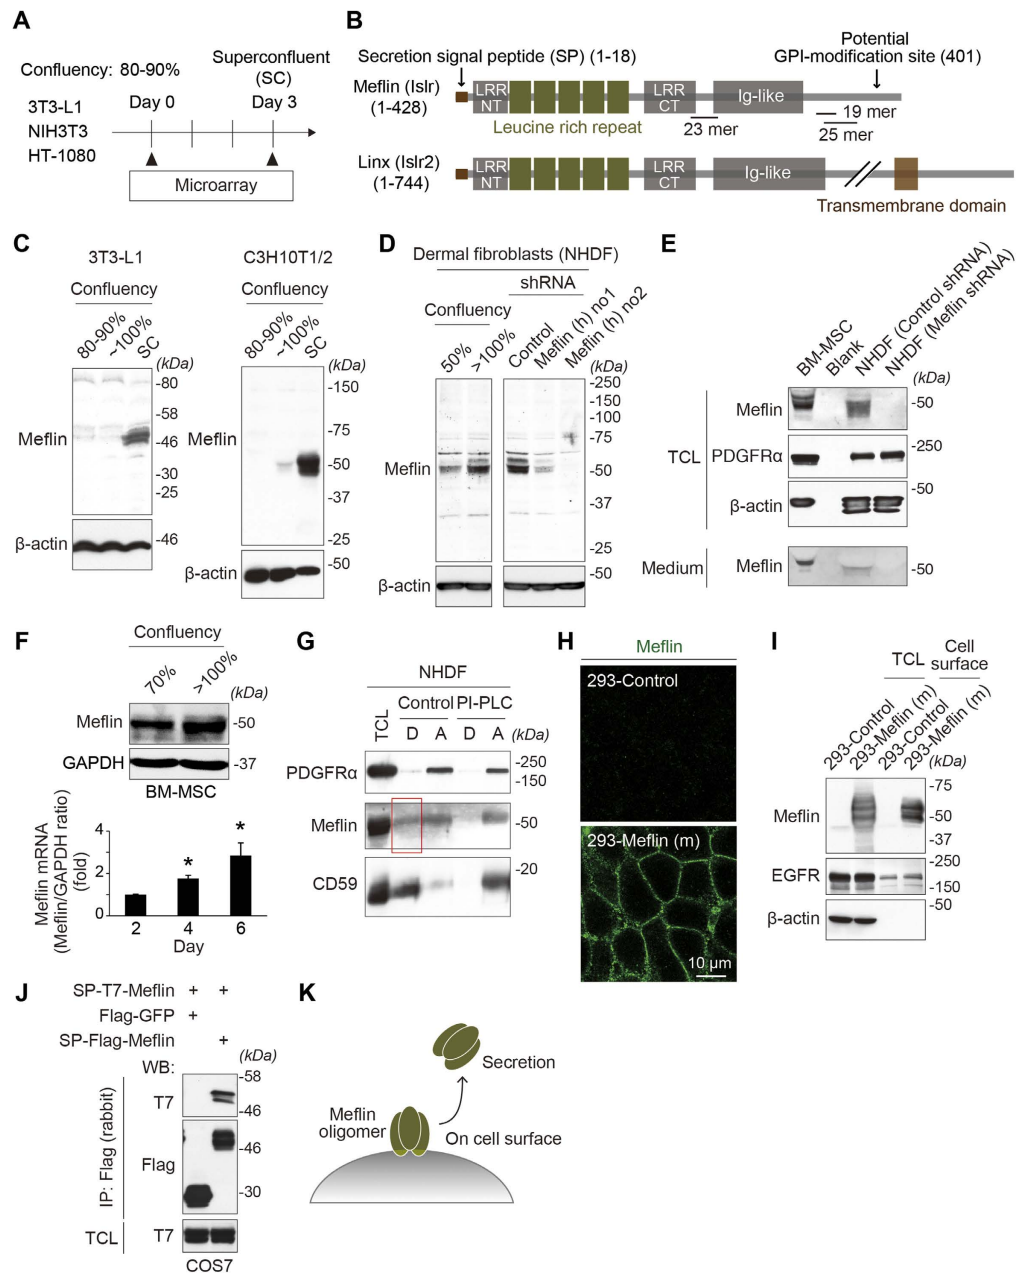 A
Confluency: 80-90%
Superconfluent
(SC)
3T3-L1
Day 0
Day 3
NIH3T3
HT-1080
Microarray
B
Secretion signal peptide (SP) (1-18)
Potential
GPI-modification site (401)
Meflin (Islr)
(1-428)
LRR
NT
LRR
CT
Ig-like
Leucine rich repeat
23 mer
19 mer
25 mer
Linx (Islr2)
(1-744)
LRR
NT
LRR
CT
Ig-like
Transmembrane domain
C
3T3-L1
Confluency
80-90%
~100%
SC
(kDa)
-80
-58
Meflin
-46
-30
-25
β-actin
-46
C3H10T1/2
Confluency
80-90%
~100%
SC
(kDa)
-150
-75
Meflin
-50
-37
-25
β-actin
-50
D
Dermal fibroblasts (NHDF)
shRNA
Confluency
50%
>100%
Control
Meflin (h) no1
Meflin (h) no2
(kDa)
-250
-150
-100
-75
Meflin
-50
-37
-25
β-actin
-50
E
BM-MSC
Blank
NHDF (Control shRNA)
NHDF (Meflin shRNA)
(kDa)
Meflin
-50
TCL
PDGFRα
-250
β-actin
-50
Medium
Meflin
-50
F
Confluency
70%
>100%
(kDa)
Meflin
-50
GAPDH
-37
BM-MSC
Meflin mRNA
(Meflin/GAPDH ratio)
(fold)
4
2
0
*
*
2
4
6
Day
G
NHDF
TCL
Control
PI-PLC
D
A
D
A
(kDa)
PDGFRα
-250
-150
Meflin
-50
CD59
-20
H
Meflin
293-Control
293-Meflin (m)
10 µm
I
TCL
Cell
surface
293-Control
293-Meflin (m)
293-Control
293-Meflin (m)
(kDa)
-75
Meflin
-50
-37
EGFR
-250
-150
β-actin
-50
J
SP-T7-Meflin + +
Flag-GFP +
SP-Flag-Meflin +
(kDa)
WB:
IP: Flag (rabbit)
T7
-58
-46
Flag
-46
-30
TCL
T7
COS7
K
Secretion
Meflin
oligomer
On cell surface